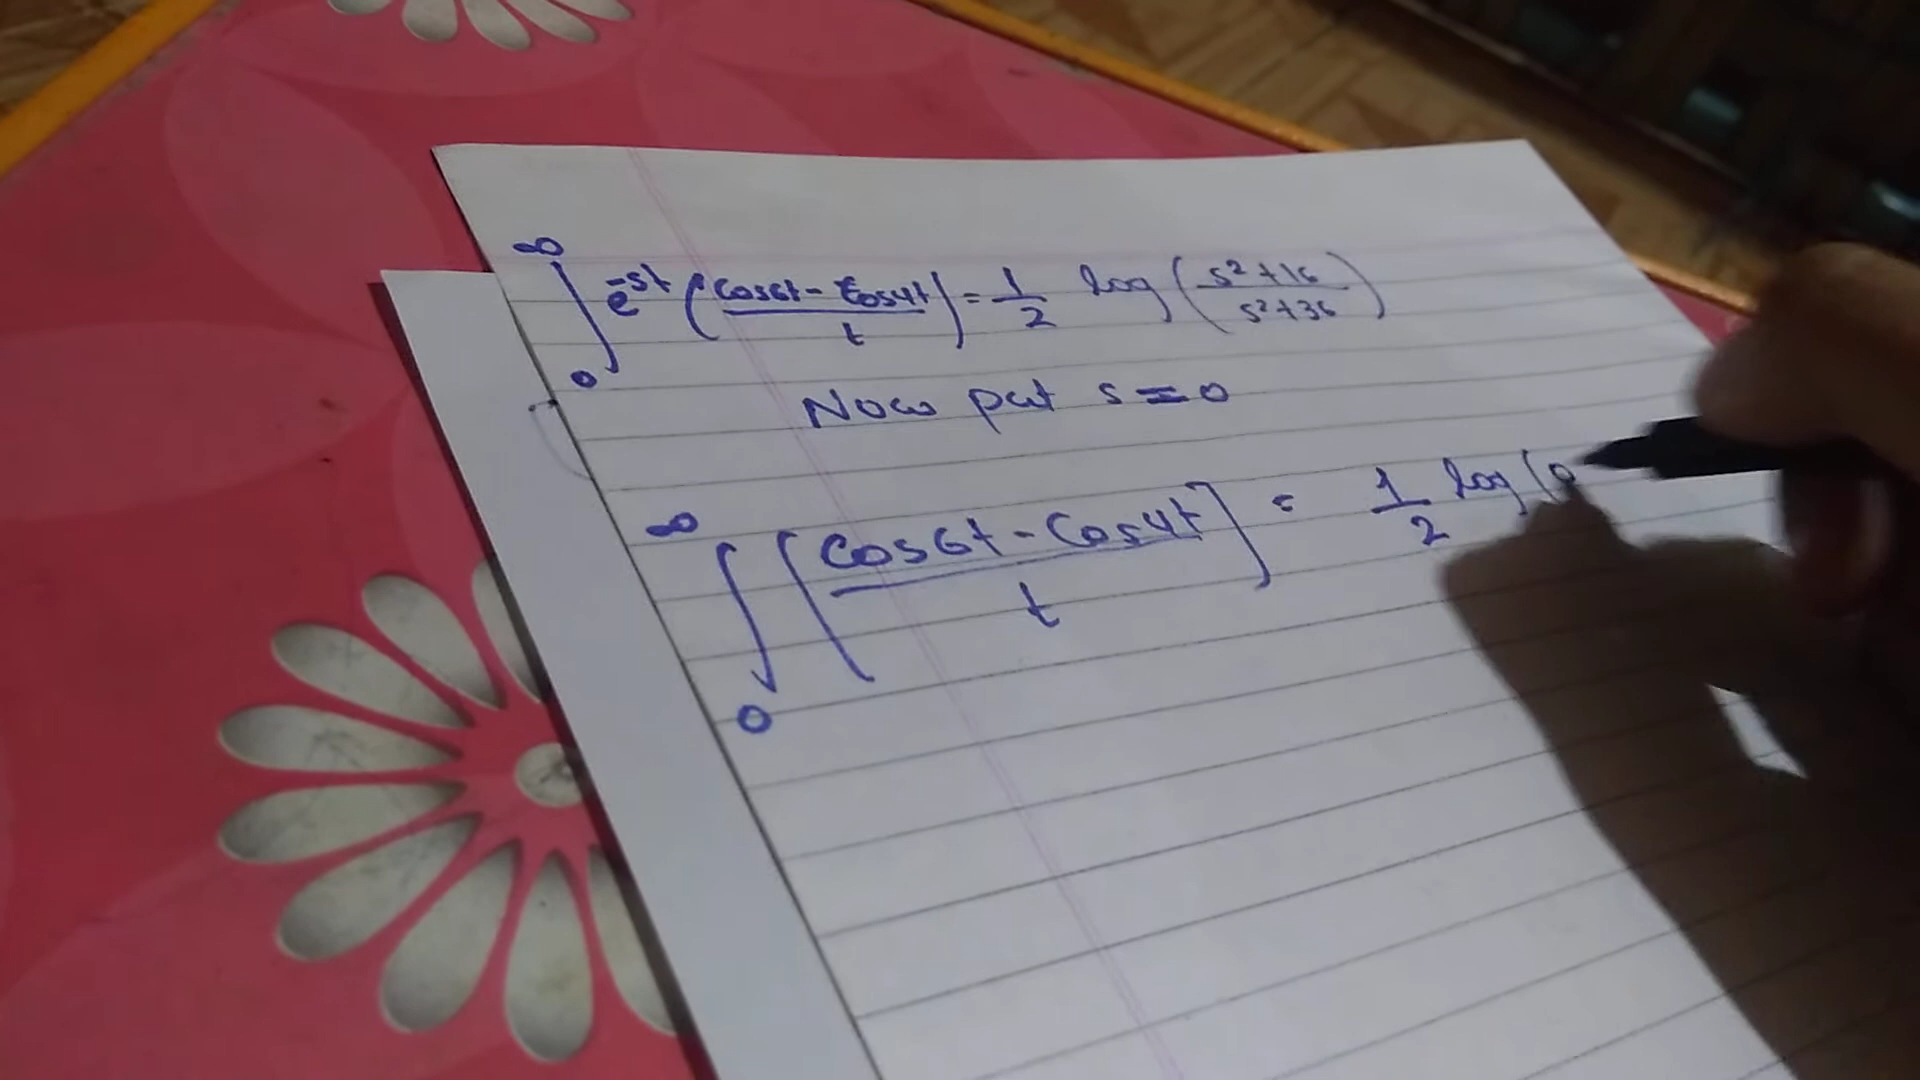 ∞∫0 e^-st (cos6t - cos4t / t) = 1/2 log (s²+16 / s²+36)
Now put s=0
∞∫0 [cos6t - cos4t / t] = 1/2 log (0